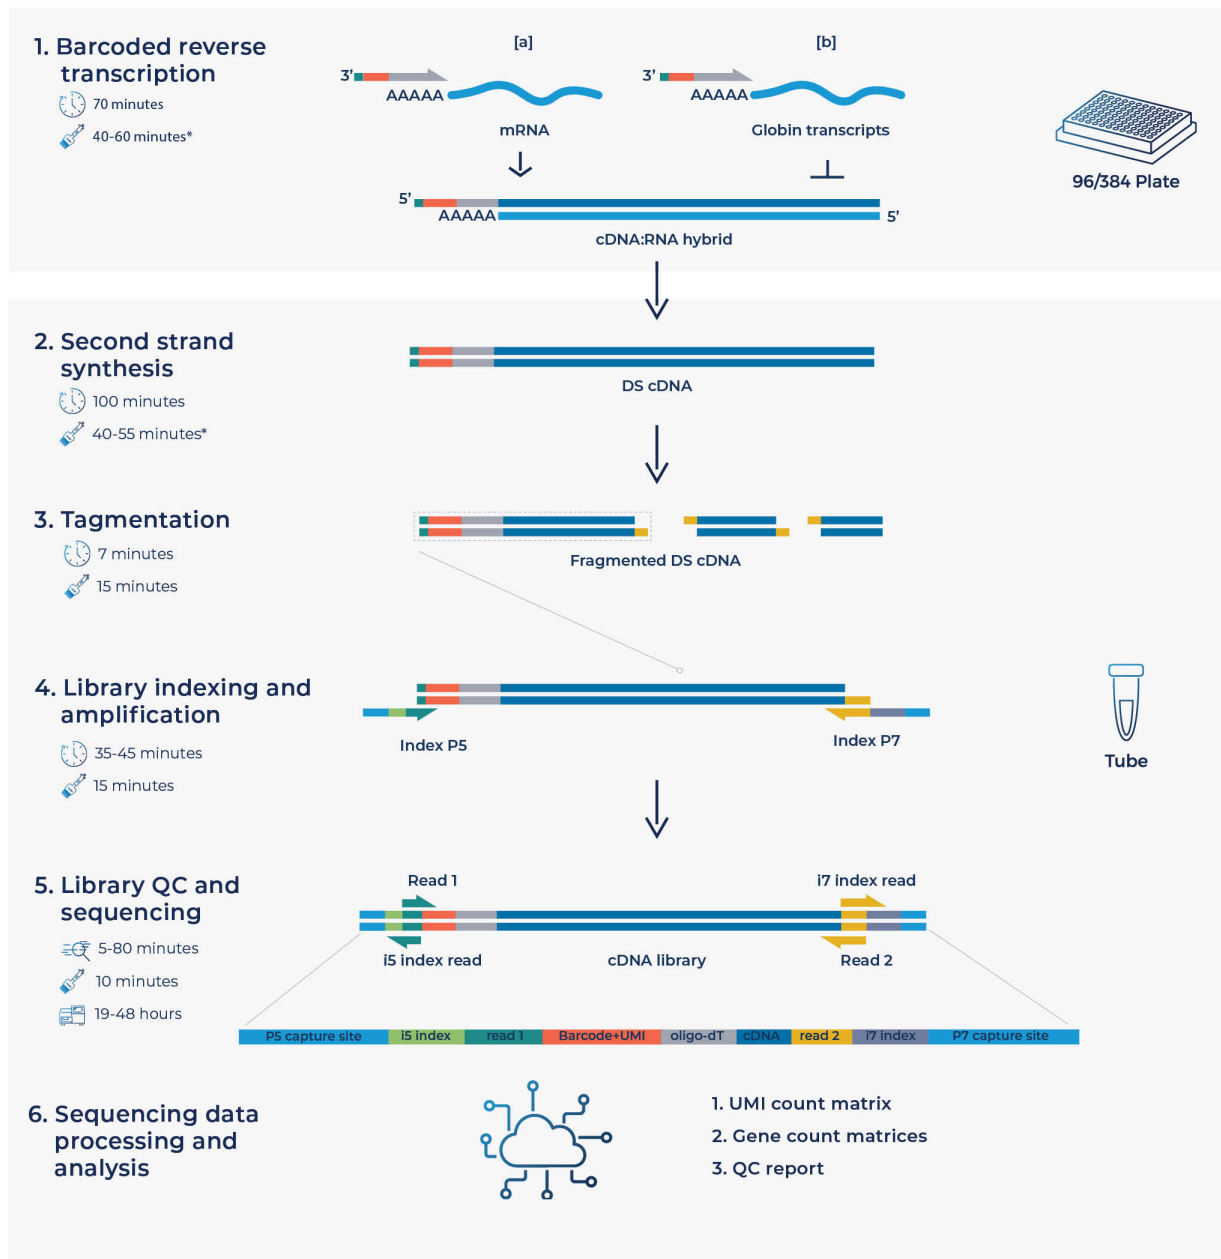 1. Barcoded reverse
transcription
70 minutes
40-60 minutes*
[a]
[b]
3’
3’
AAAAA
AAAAA
mRNA
Globin transcripts
5’
AAAAA
5’
cDNA:RNA hybrid
96/384 Plate
2. Second strand
synthesis
100 minutes
40-55 minutes*
DS cDNA
3. Tagmentation
7 minutes
15 minutes
Fragmented DS cDNA
4. Library indexing and
amplification
35-45 minutes
15 minutes
Index P5
Index P7
Tube
5. Library QC and
sequencing
5-80 minutes
10 minutes
19-48 hours
Read 1
i7 index read
i5 index read
cDNA library
Read 2
P5 capture site
i5 index
read 1
Barcode+UMI
oligo-dT
cDNA
read 2
i7 index
P7 capture site
6. Sequencing data
processing and
analysis
1. UMI count matrix
2. Gene count matrices
3. QC report